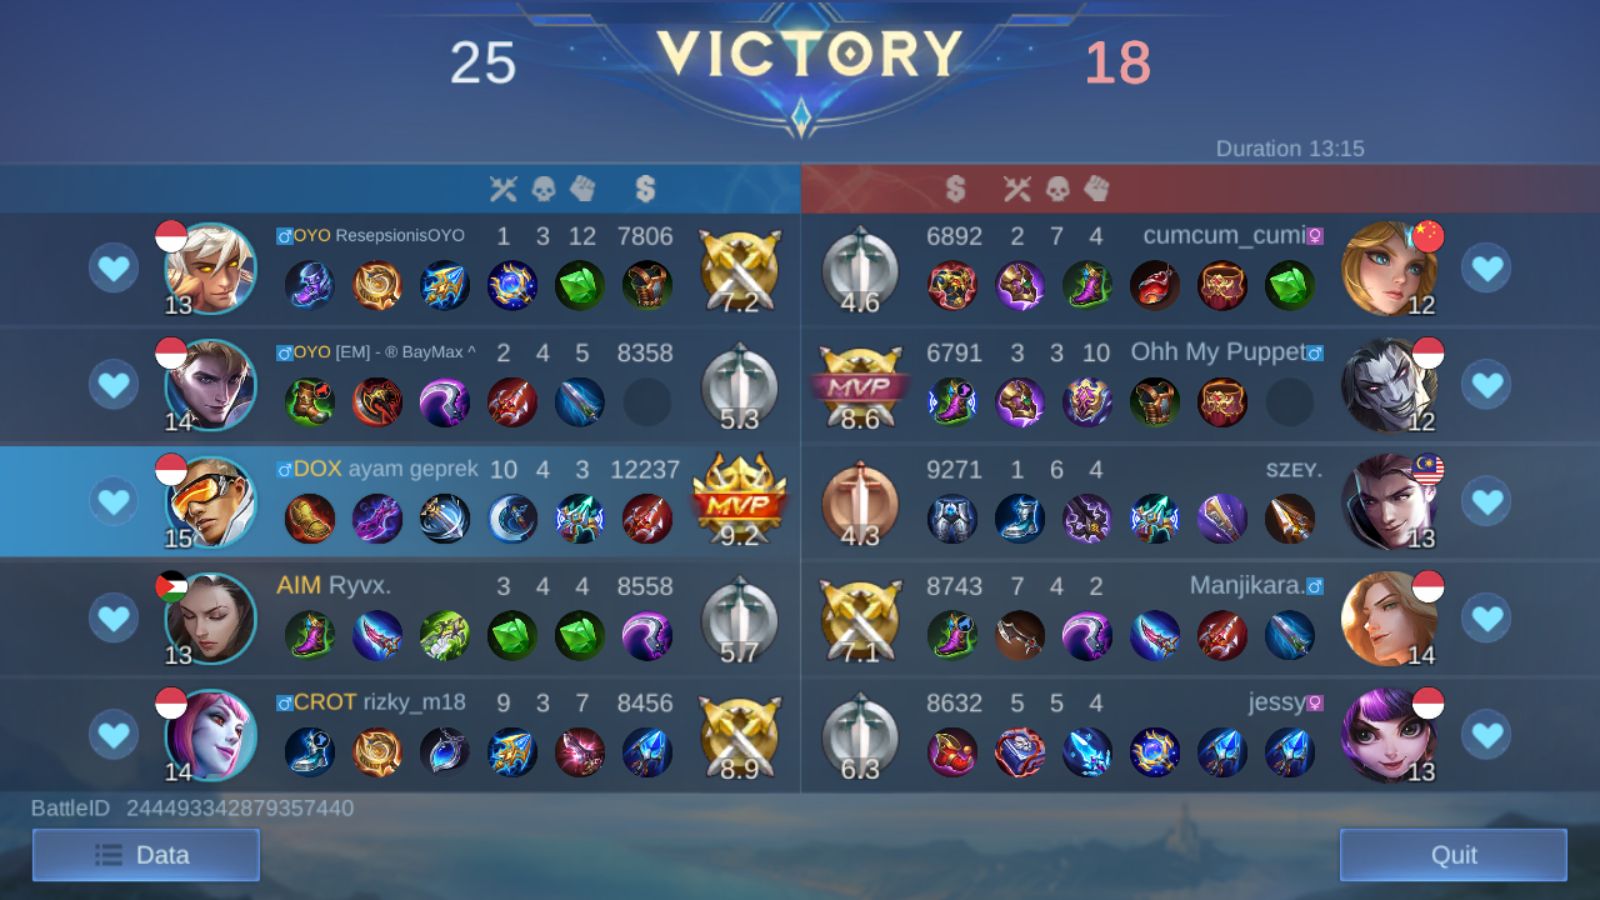 25 VICTORY 18
Duration 13:15
OYO ResepsionisOYO 1 3 12 7806
13 7.2
6892 2 7 4 cumcum_cumi
4.6 12
OYO [EM] - ® BayMax ^ 2 4 5 8358
14 5.3
6791 3 3 10 Ohh My Puppet
MVP
8.6 12
DOX ayam geprek 10 4 3 12237
MVP
15 9.2
9271 1 6 4 SZEY.
4.3 13
AIM Ryvx. 3 4 4 8558
13 5.7
8743 7 4 2 Manjikara.
7.1 14
CROT rizky_m18 9 3 7 8456
14 8.9
8632 5 5 4 jessy
6.3 13
BattleID 244493342879357440
Data
Quit